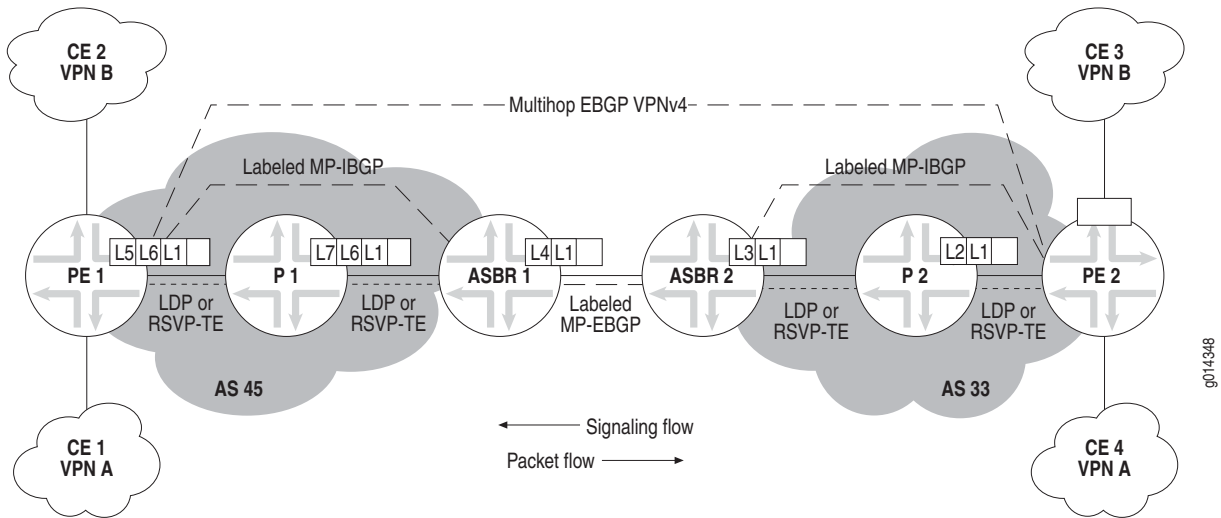 CE 2
VPN B
CE 3
VPN B
Multihop EBGP VPNv4
Labeled MP-IBGP
Labeled MP-IBGP
L5 L6 L1
L7 L6 L1
L4 L1
L3 L1
L2 L1
PE 1
P 1
ASBR 1
ASBR 2
P 2
PE 2
LDP or
RSVP-TE
LDP or
RSVP-TE
Labeled
MP-EBGP
LDP or
RSVP-TE
LDP or
RSVP-TE
AS 45
AS 33
g014348
Signaling flow
Packet flow
CE 1
VPN A
CE 4
VPN A